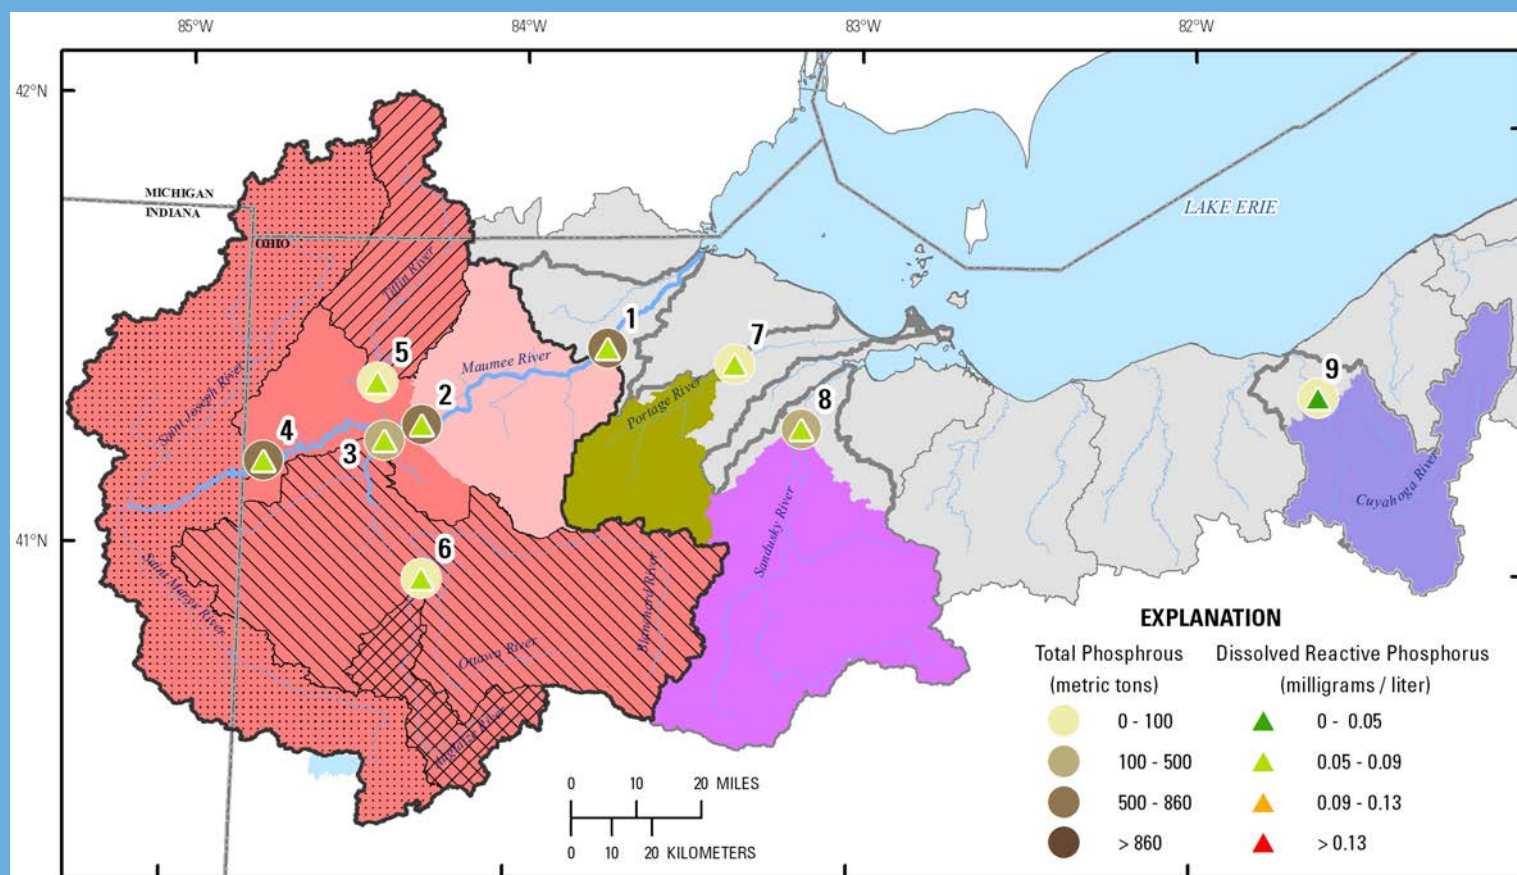 85°W
84°W
83°W
82°W
42°N
MICHIGAN
INDIANA
OHIO
LAKE ERIE
Tiffin River
1
Maumee River
7
5
Saint Joseph River
2
Portage River
8
9
4
3
Cuyahoga River
41°N
6
Sandusky River
Saint Marys River
Blanchard River
Ottawa River
Auglaize River
EXPLANATION
Total Phosphrous
(metric tons)
0 - 100
100 - 500
500 - 860
> 860
Dissolved Reactive Phosphorus
(milligrams / liter)
0 - 0.05
0.05 - 0.09
0.09 - 0.13
> 0.13
0 10 20 MILES
0 10 20 KILOMETERS